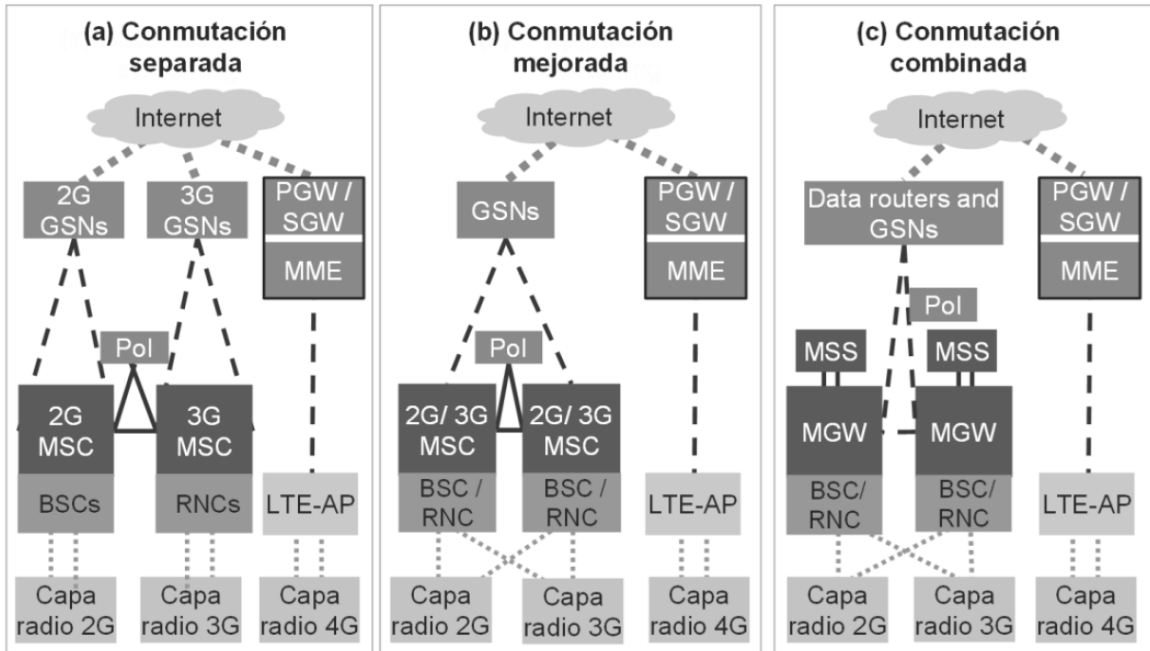 (a) Conmutación
separada
Internet
2G
GSNs
3G
GSNs
PGW /
SGW
MME
PoI
2G
MSC
3G
MSC
BSCs
RNCs
LTE-AP
Capa
radio 2G
Capa
radio 3G
Capa
radio 4G
(b) Conmutación
mejorada
Internet
GSNs
PGW /
SGW
MME
PoI
2G/ 3G
MSC
2G/ 3G
MSC
BSC /
RNC
BSC /
RNC
LTE-AP
Capa
radio 2G
Capa
radio 3G
Capa
radio 4G
(c) Conmutación
combinada
Internet
Data routers and
GSNs
PGW /
SGW
MME
PoI
MSS
MSS
MGW
MGW
BSC/
RNC
BSC/
RNC
LTE-AP
Capa
radio 2G
Capa
radio 3G
Capa
radio 4G